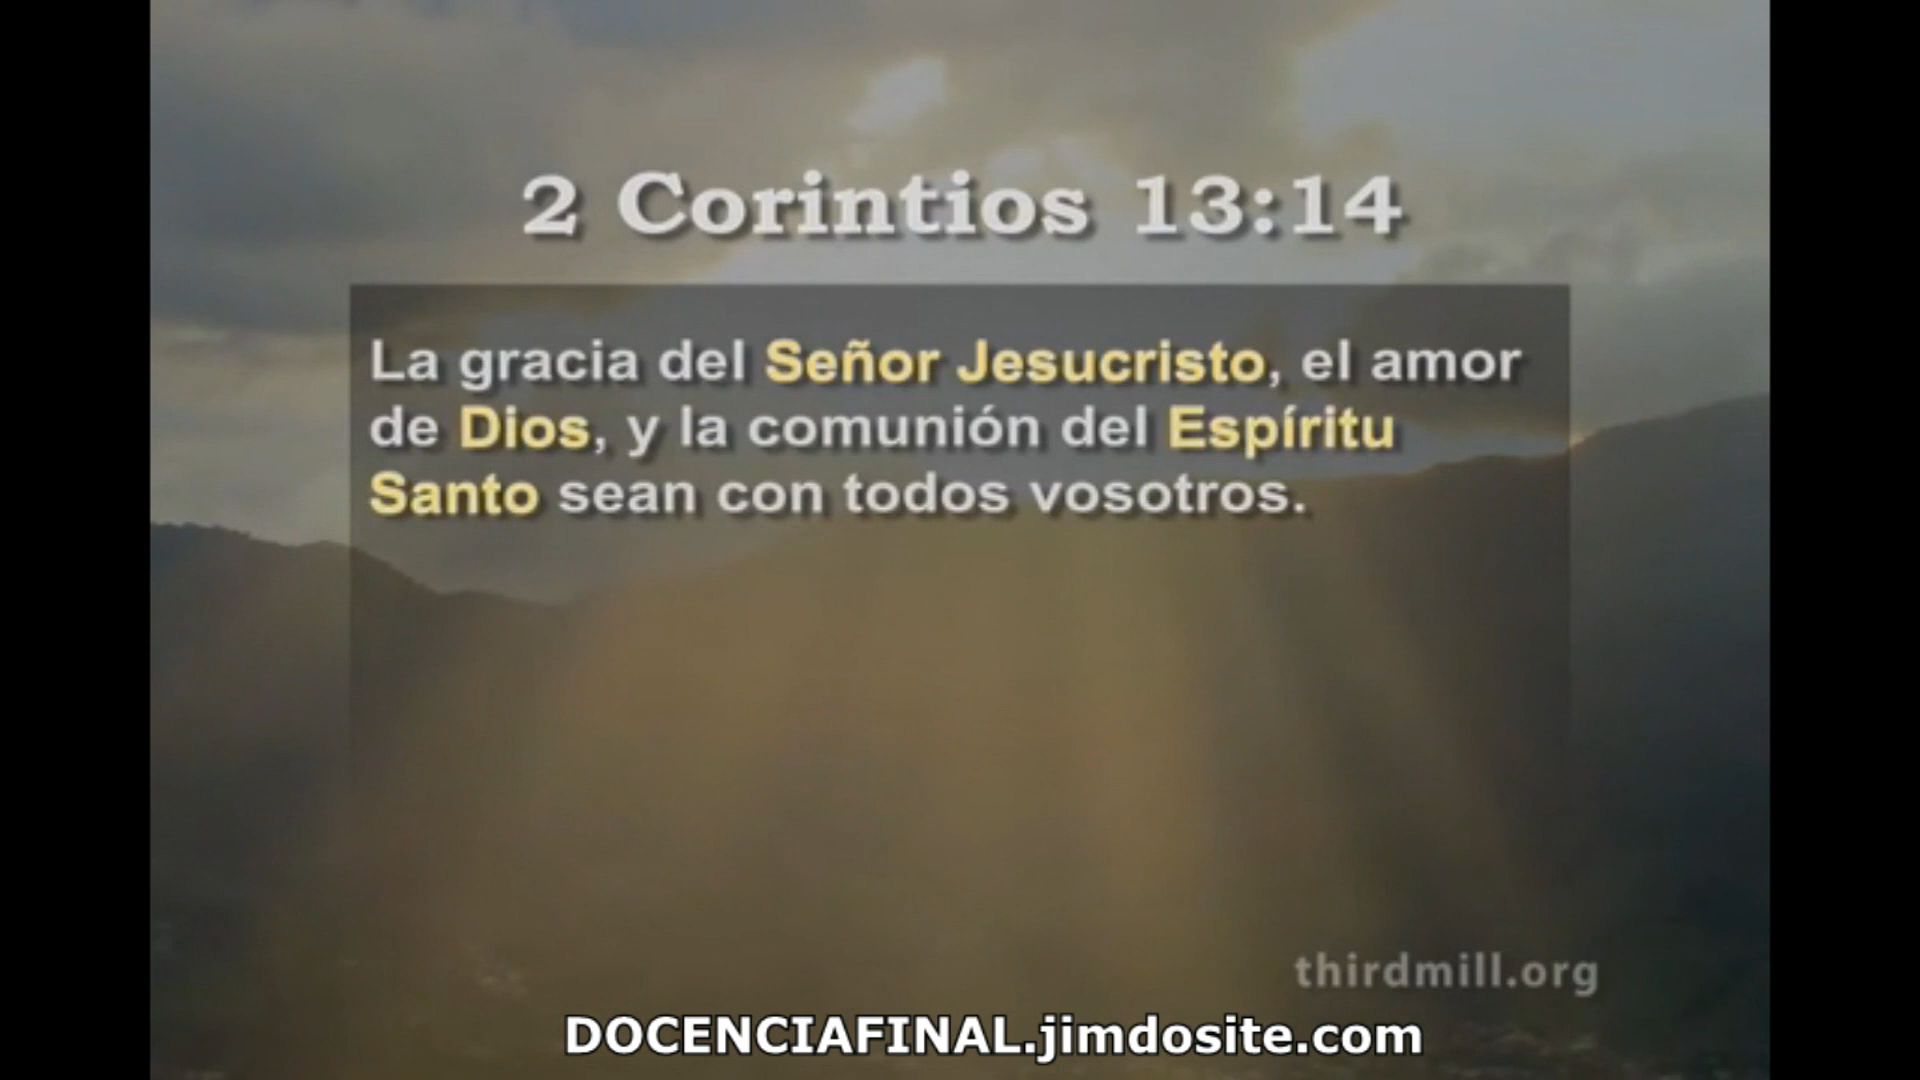 2 Corintios 13:14
La gracia del Señor Jesucristo, el amor
de Dios, y la comunión del Espíritu
Santo sean con todos vosotros.
thirdmill.org
DOCENCIAFINAL.jimdosite.com